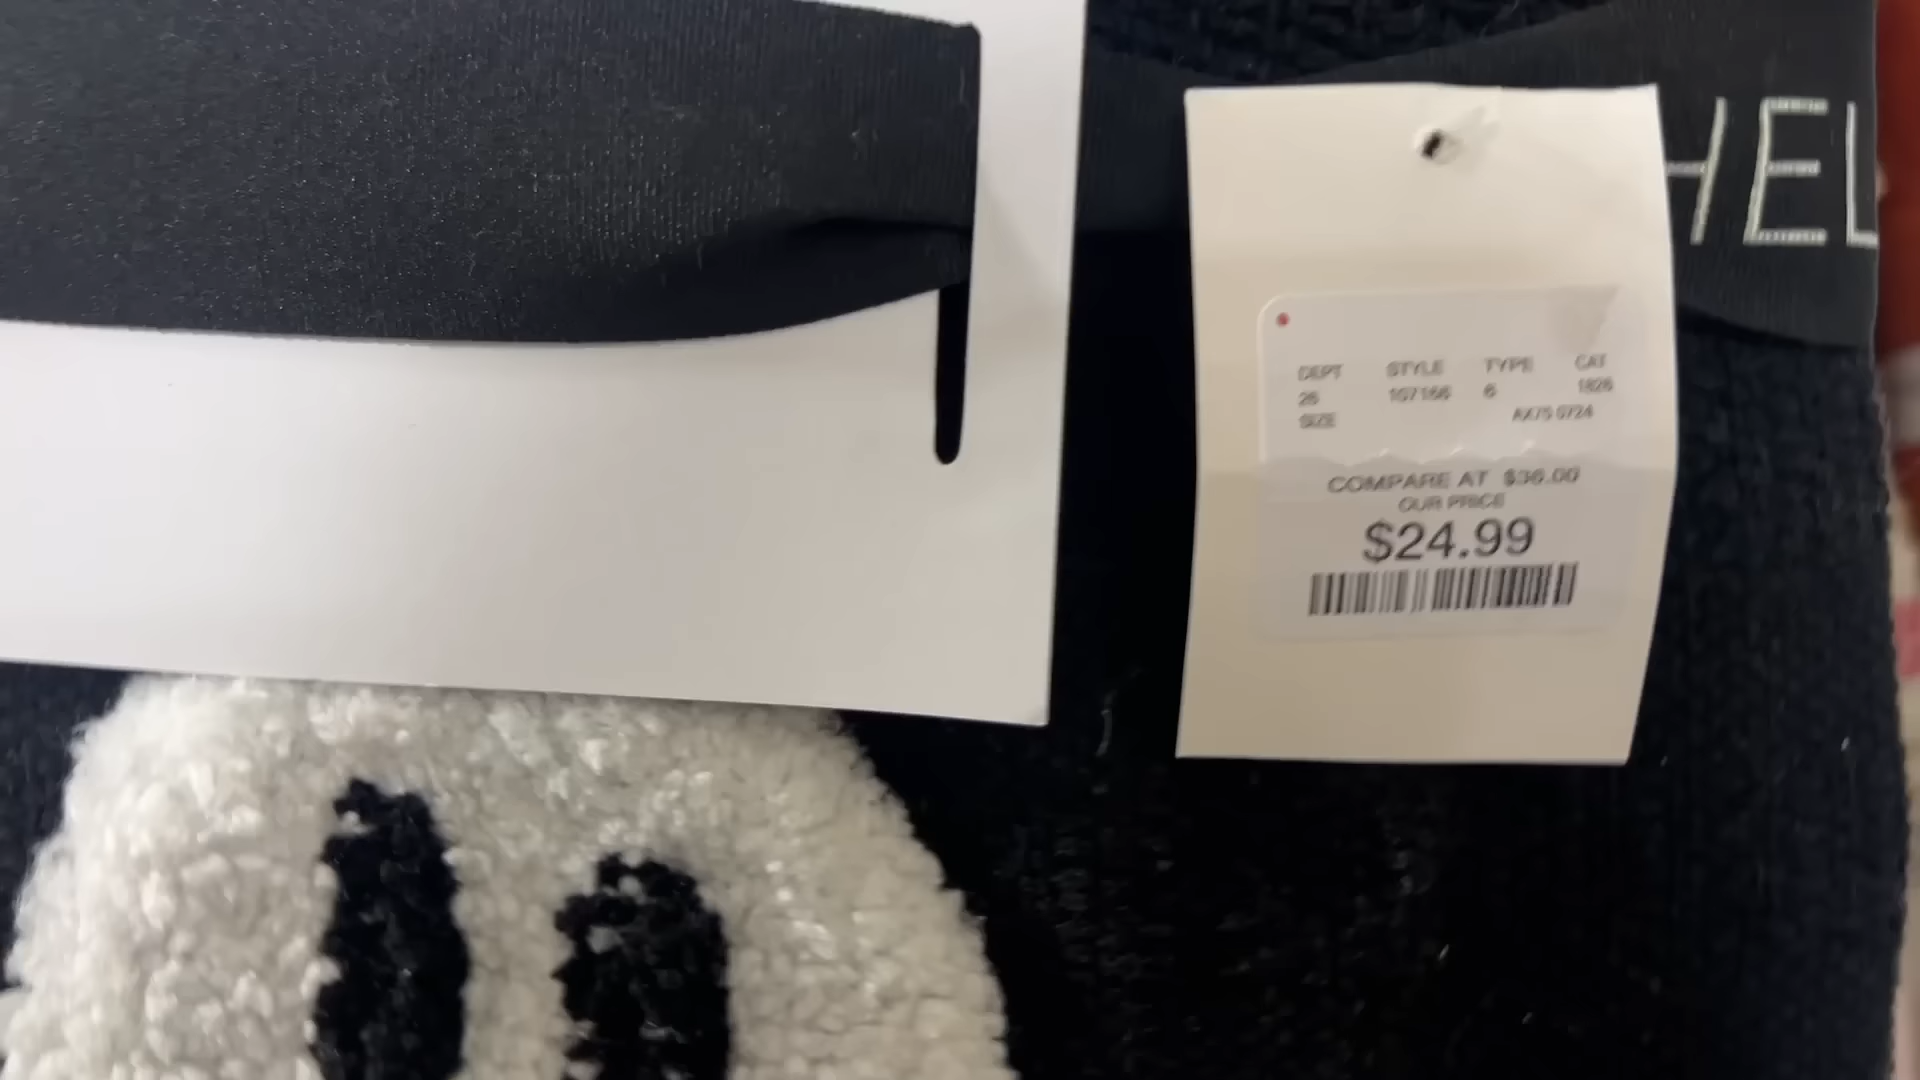 HEL
DEPT STYLE TYPE CAT
26 107166 6 1826
SIZE
COMPARE AT $36.00
OUR PRICE
$24.99